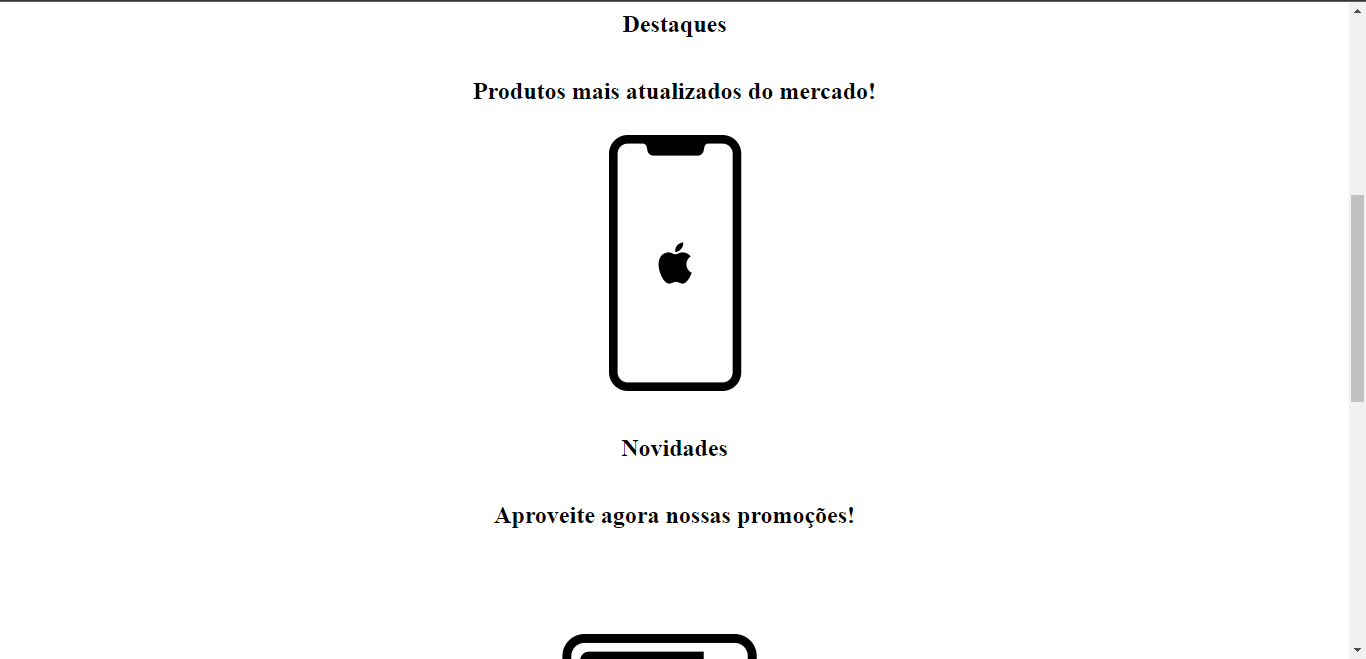 Destaques
Produtos mais atualizados do mercado!
Novidades
Aproveite agora nossas promoções!